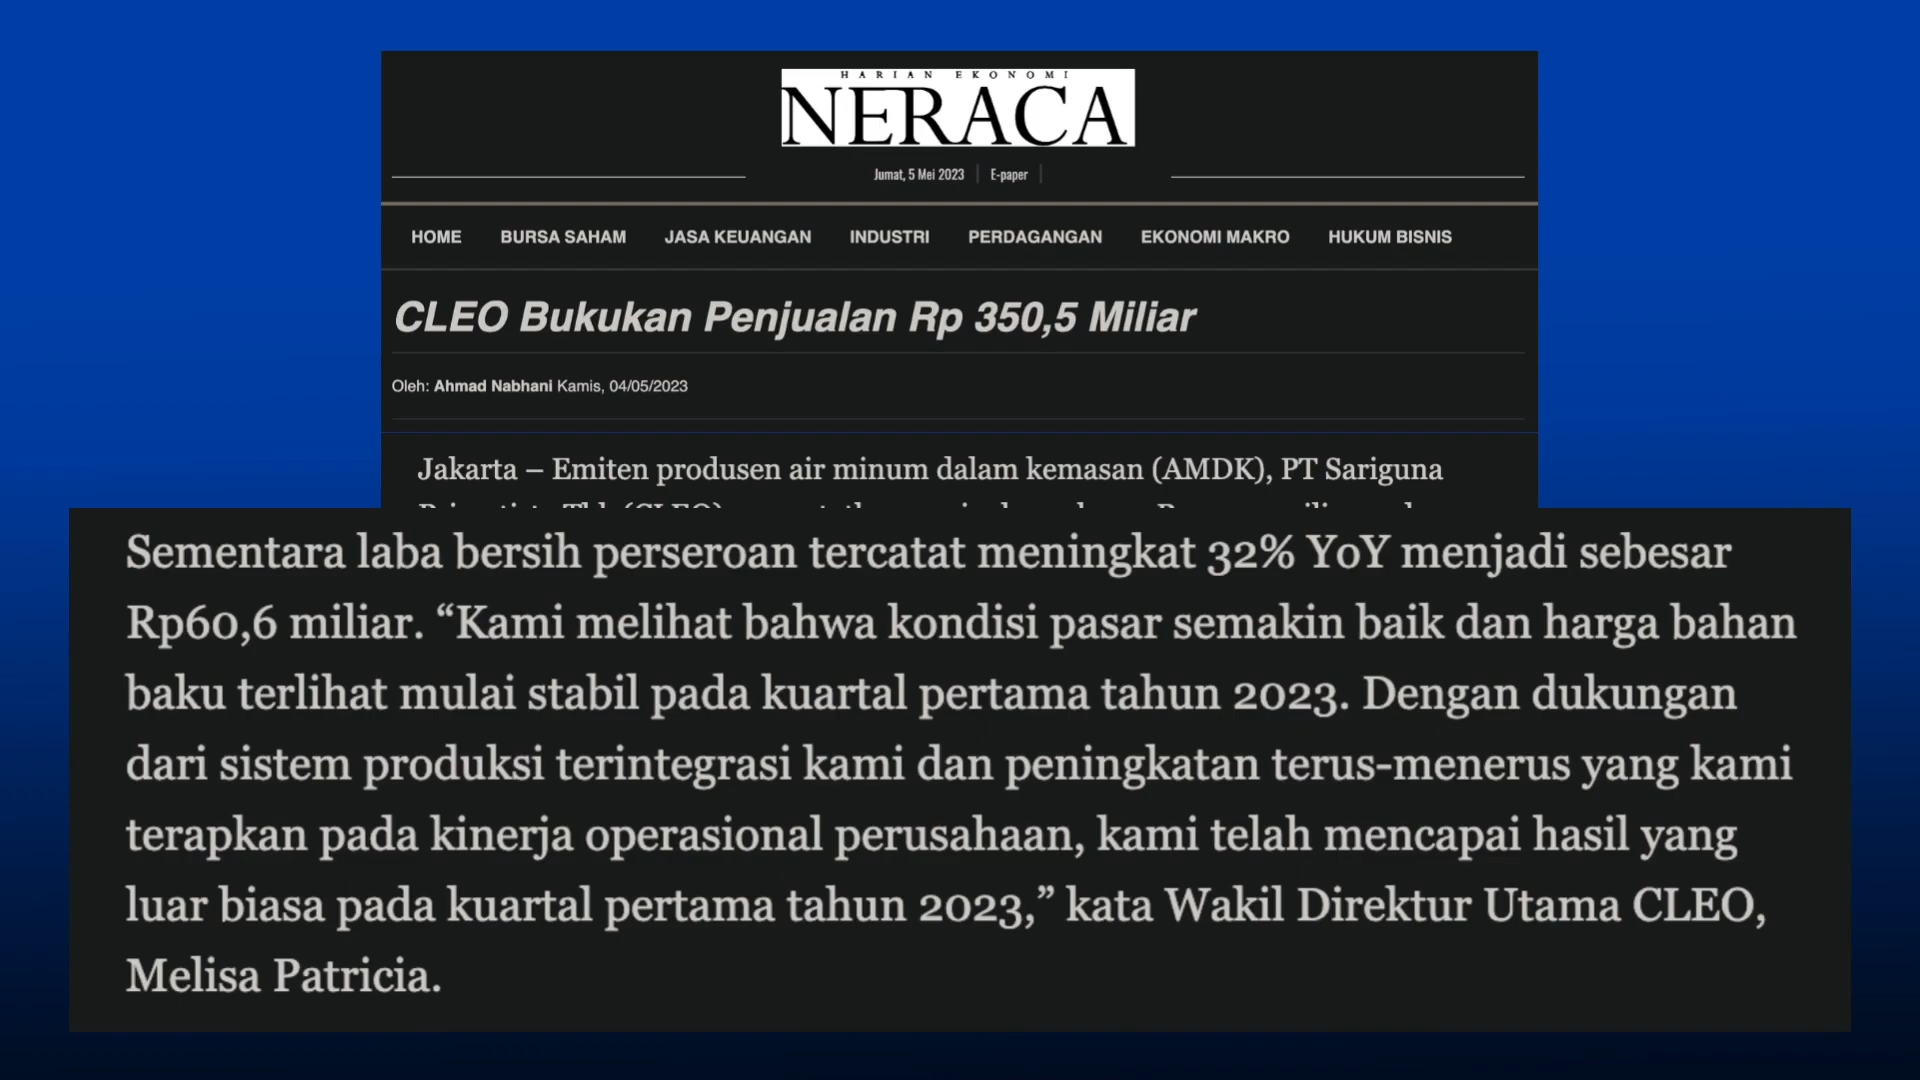 HARIAN EKONOMI
NERACA
Jumat, 5 Mei 2023 E-paper
HOME BURSA SAHAM JASA KEUANGAN INDUSTRI PERDAGANGAN EKONOMI MAKRO HUKUM BISNIS
CLEO Bukukan Penjualan Rp 350,5 Miliar
Oleh: Ahmad Nabhani Kamis, 04/05/2023
Jakarta – Emiten produsen air minum dalam kemasan (AMDK), PT Sariguna
Sementara laba bersih perseroan tercatat meningkat 32% YoY menjadi sebesar
Rp60,6 miliar. “Kami melihat bahwa kondisi pasar semakin baik dan harga bahan
baku terlihat mulai stabil pada kuartal pertama tahun 2023. Dengan dukungan
dari sistem produksi terintegrasi kami dan peningkatan terus-menerus yang kami
terapkan pada kinerja operasional perusahaan, kami telah mencapai hasil yang
luar biasa pada kuartal pertama tahun 2023,” kata Wakil Direktur Utama CLEO,
Melisa Patricia.